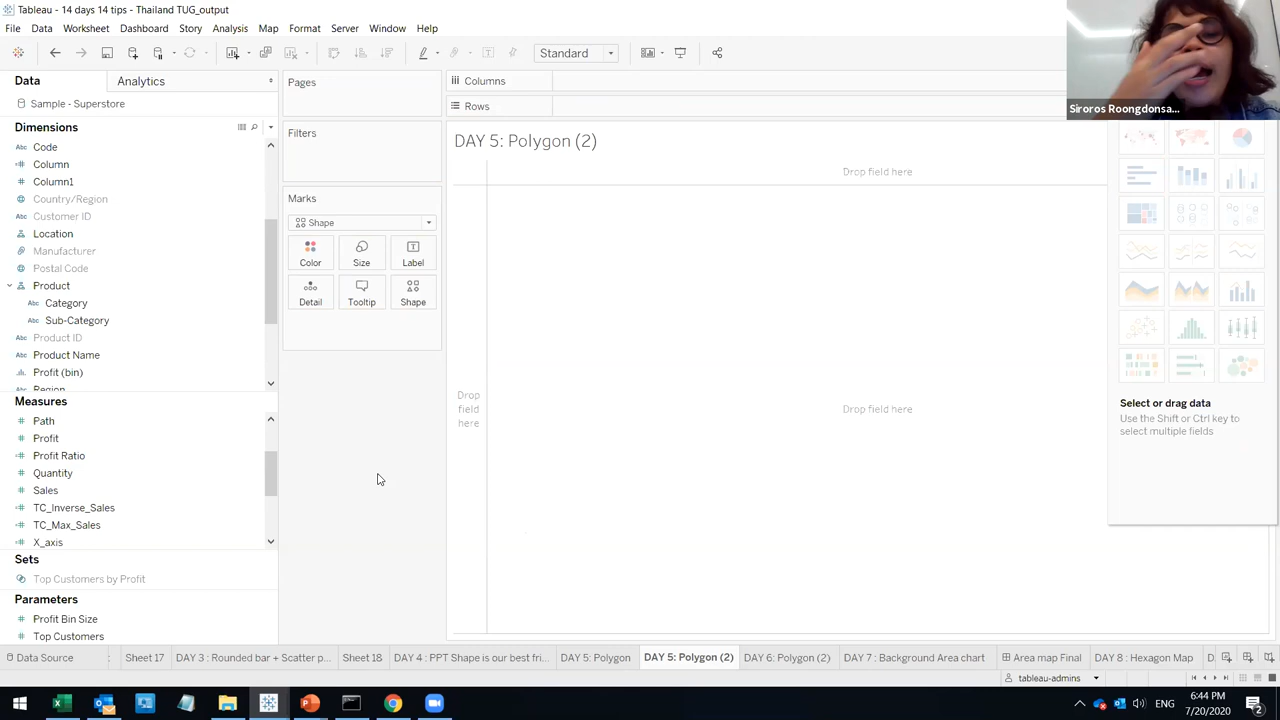 Tableau - 14 days 14 tips - Thailand TUG_output
File Data Worksheet Dashboard Story Analysis Map Format Server Window Help
Standard
Data Analytics
Sample - Superstore
Dimensions
Code
Column
Column1
Country/Region
Customer ID
Location
Manufacturer
Postal Code
Product
Category
Sub-Category
Product ID
Product Name
Profit (bin)
Region
Measures
Path
Profit
Profit Ratio
Quantity
Sales
TC_Inverse_Sales
TC_Max_Sales
X_axis
Sets
Top Customers by Profit
Parameters
Profit Bin Size
Top Customers
Pages
Filters
Marks
Shape
Color Size Label
Detail Tooltip Shape
Columns
Rows
DAY 5: Polygon (2)
Drop field here
Drop
field
here
Drop field here
Siroros Roongdonsa...
Select or drag data
Use the Shift or Ctrl key to
select multiple fields
Data Source Sheet 17 DAY 3 : Rounded bar + Scatter p... Sheet 18 DAY 4 : PPT Shape is our best fri... DAY 5: Polygon DAY 5: Polygon (2) DAY 6: Polygon (2) DAY 7 : Background Area chart Area map Final DAY 8 : Hexagon Map D
tableau-admins
ENG
6:44 PM
7/20/2020
2